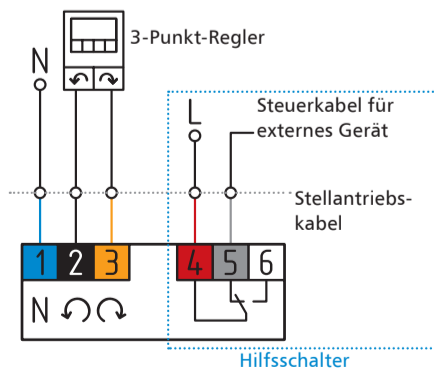 3-Punkt-Regler
N
L
Steuerkabel für
externes Gerät
Stellantriebs-
kabel
1 2 3 4 5 6
N
Hilfsschalter